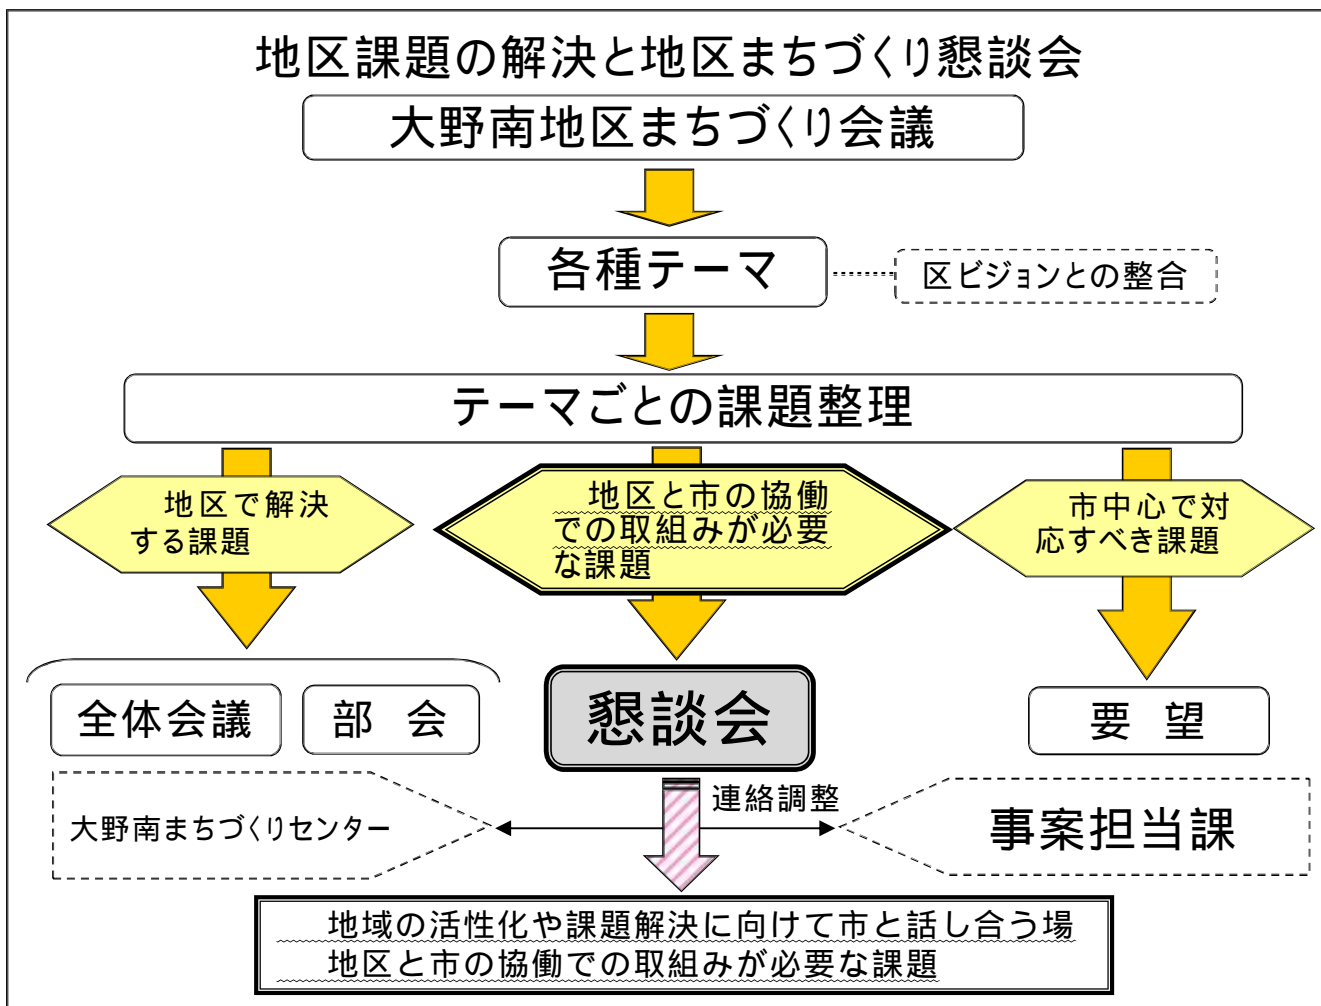 地区課題の解決と地区まちづくり懇談会
大野南地区まちづくり会議
各種テーマ
区ビジョンとの整合
テーマごとの課題整理
地区で解決
する課題
地区と市の協働
での取組みが必要
な課題
市中心で対
応すべき課題
全体会議
部 会
懇談会
要 望
連絡調整
大野南まちづくりセンター
事案担当課
地域の活性化や課題解決に向けて市と話し合う場
地区と市の協働での取組みが必要な課題